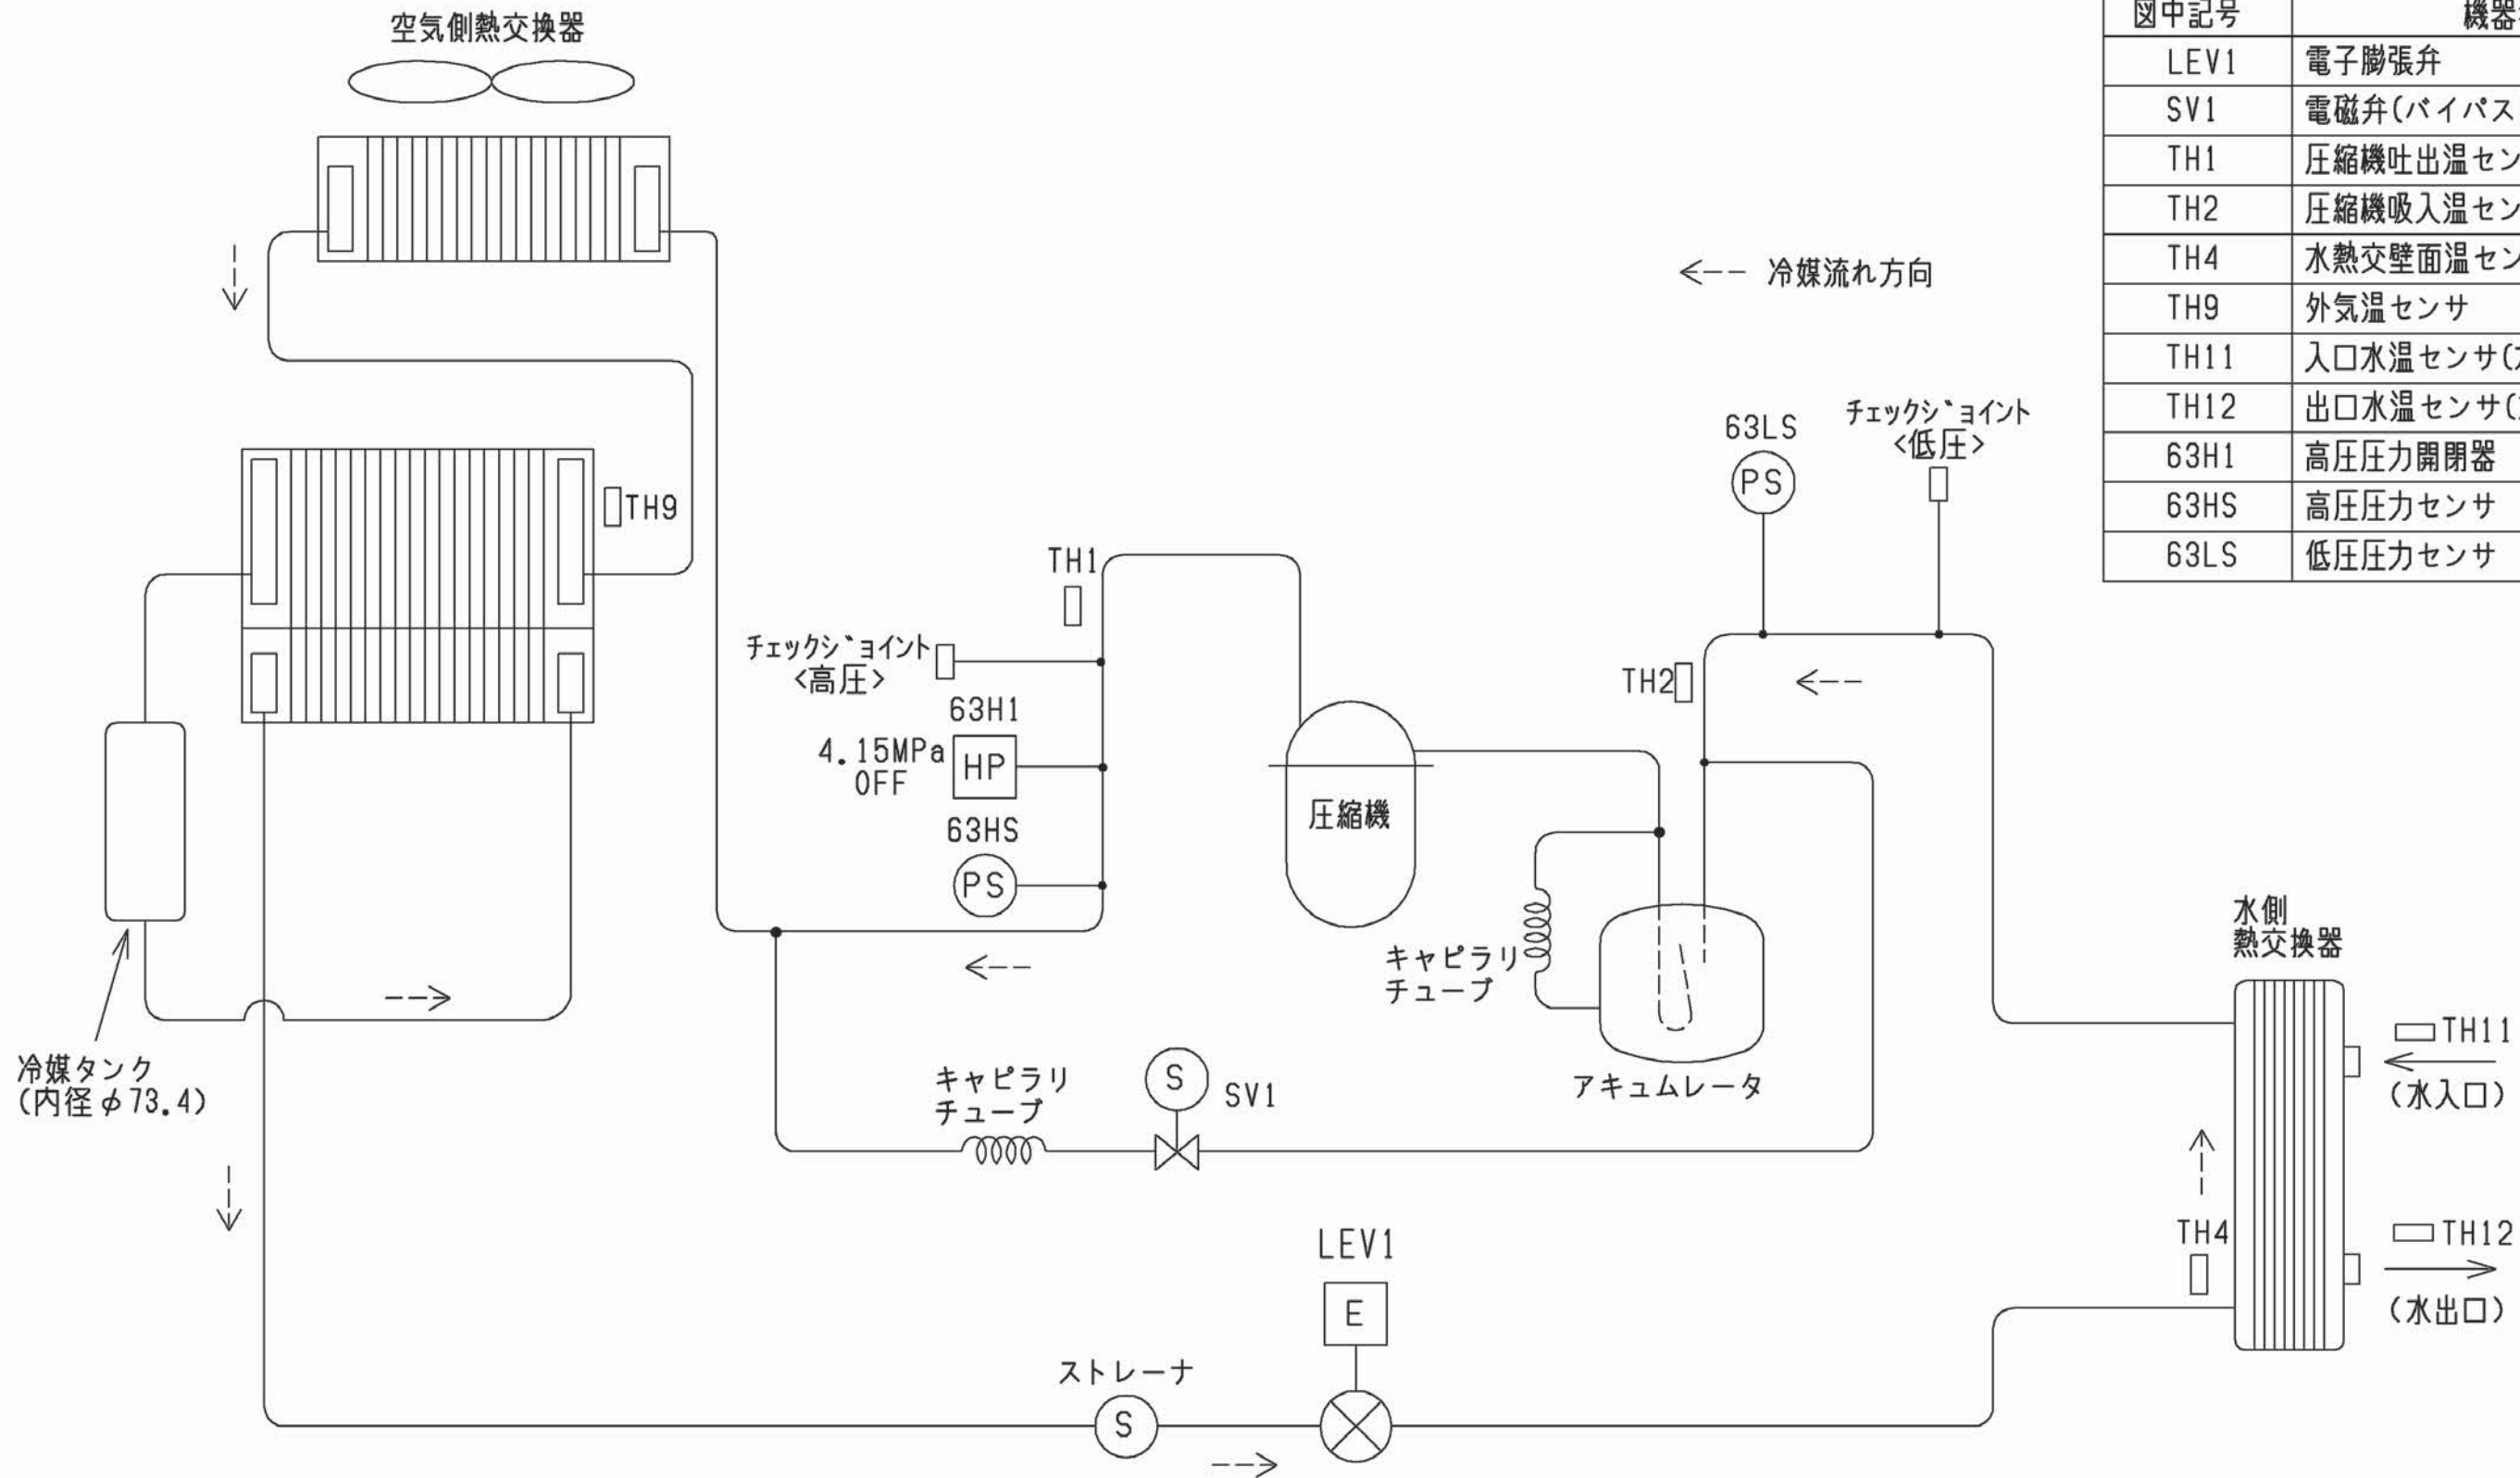 空気側熱交換器
図中記号 機器
LEV1 電子膨張弁
SV1 電磁弁(バイパス
TH1 圧縮機吐出温セン
TH2 圧縮機吸入温セン
TH4 水熱交壁面温セン
TH9 外気温センサ
TH11 入口水温センサ(
TH12 出口水温センサ(
63H1 高圧圧力開閉器
63HS 高圧圧力センサ
63LS 低圧圧力センサ
冷媒流れ方向
TH9
63LS
PS
チェックジョイント
<低圧>
TH1
チェックジョイント
<高圧>
63H1
4.15MPa
OFF
HP
63HS
PS
圧縮機
TH2
キャピラリ
チューブ
アキュムレータ
水側
熱交換器
TH11
(水入口)
TH4
TH12
(水出口)
冷媒タンク
(内径φ73.4)
キャピラリ
チューブ
S
SV1
LEV1
E
ストレーナ
S